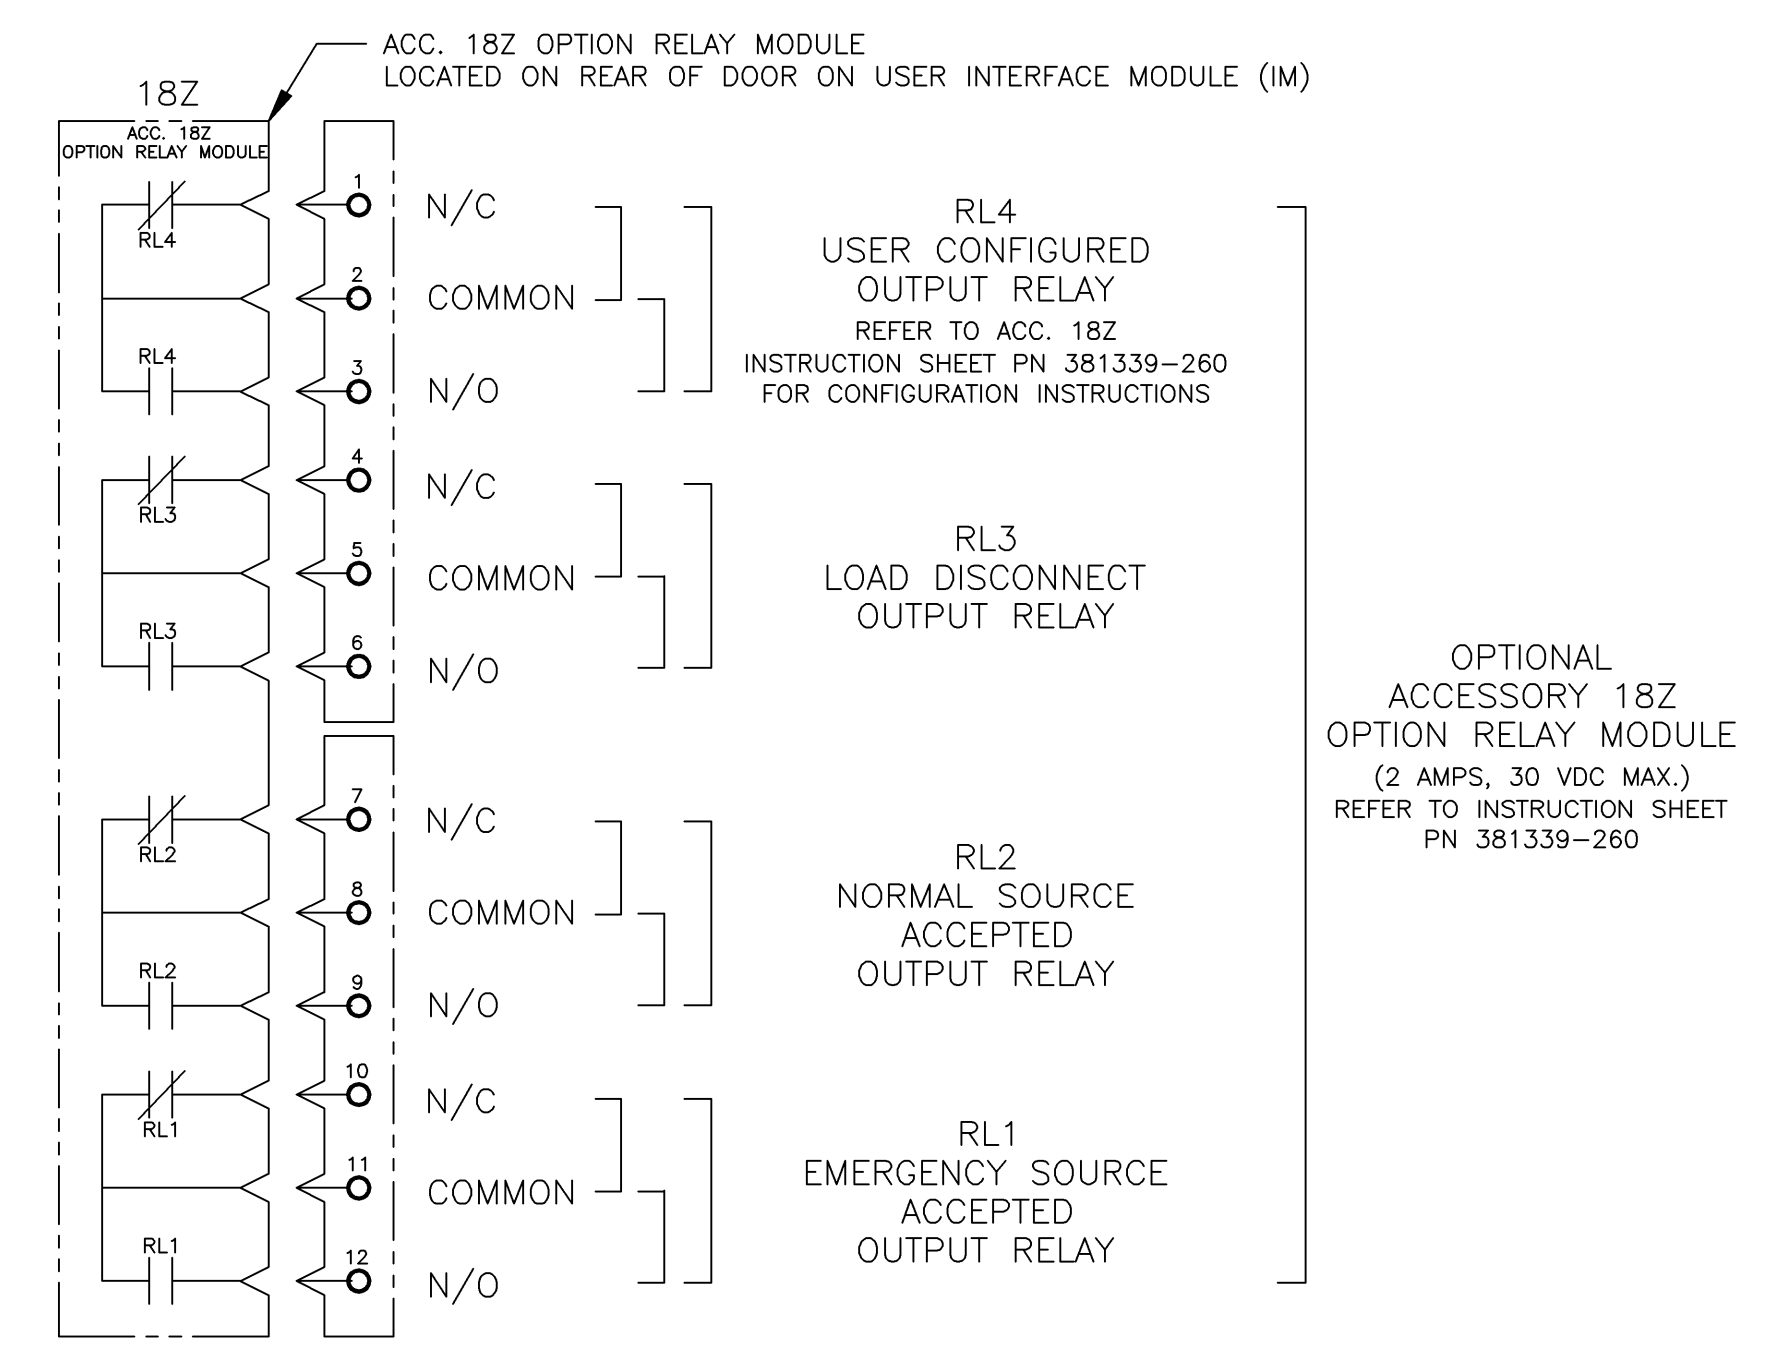 ACC. 18Z OPTION RELAY MODULE
LOCATED ON REAR OF DOOR ON USER INTERFACE MODULE (IM)
18Z
ACC. 18Z
OPTION RELAY MODULE
RL4
1
N/C
2
COMMON
RL4
3
N/O
RL4
USER CONFIGURED
OUTPUT RELAY
REFER TO ACC. 18Z
INSTRUCTION SHEET PN 381339-260
FOR CONFIGURATION INSTRUCTIONS
RL3
4
N/C
5
COMMON
RL3
6
N/O
RL3
LOAD DISCONNECT
OUTPUT RELAY
RL2
7
N/C
8
COMMON
RL2
9
N/O
RL2
NORMAL SOURCE
ACCEPTED
OUTPUT RELAY
RL1
10
N/C
11
COMMON
RL1
12
N/O
RL1
EMERGENCY SOURCE
ACCEPTED
OUTPUT RELAY
OPTIONAL
ACCESSORY 18Z
OPTION RELAY MODULE
(2 AMPS, 30 VDC MAX.)
REFER TO INSTRUCTION SHEET
PN 381339-260